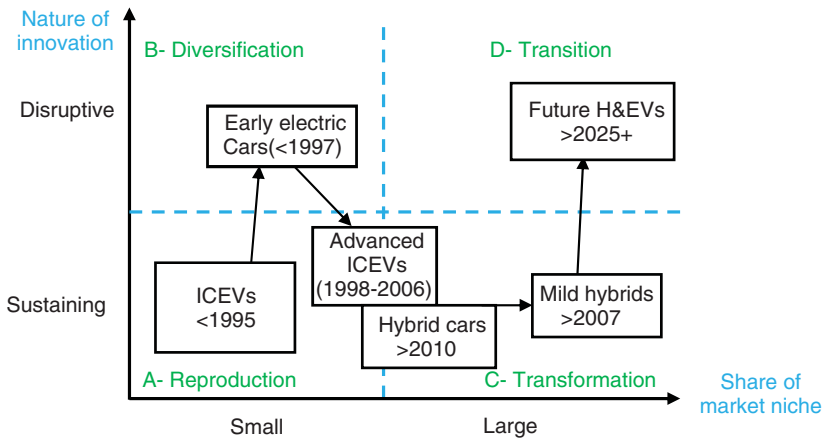 Nature of
innovation
B- Diversification
D- Transition
Disruptive
Early electric
Cars(<1997)
Future H&EVs
>2025+
Advanced
ICEVs
(1998-2006)
Sustaining
ICEVs
<1995
Mild hybrids
>2007
Hybrid cars
>2010
A- Reproduction
C- Transformation
Share of
market niche
Small
Large